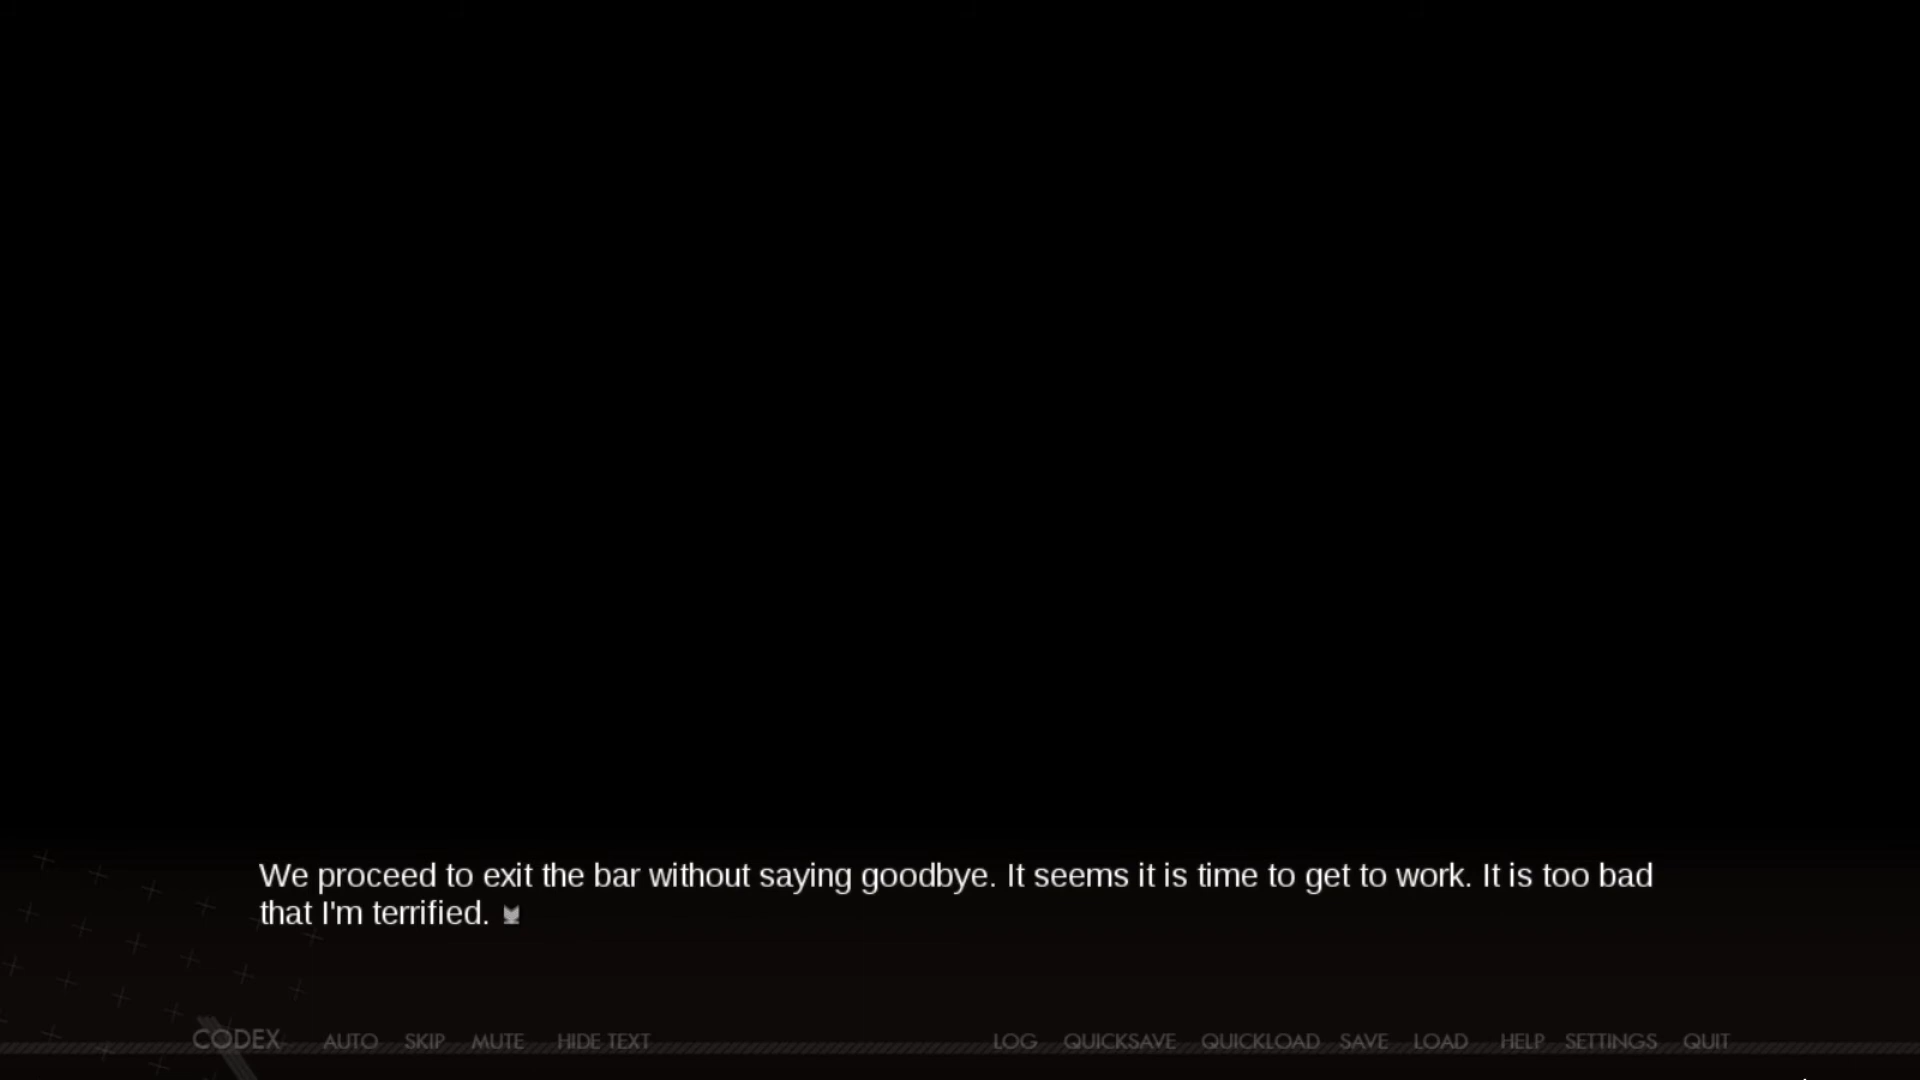 We proceed to exit the bar without saying goodbye. It seems it is time to get to work. It is too bad
that I'm terrified.
CODEX AUTO SKIP MUTE HIDE TEXT LOG QUICKSAVE QUICKLOAD SAVE LOAD HELP SETTINGS QUIT